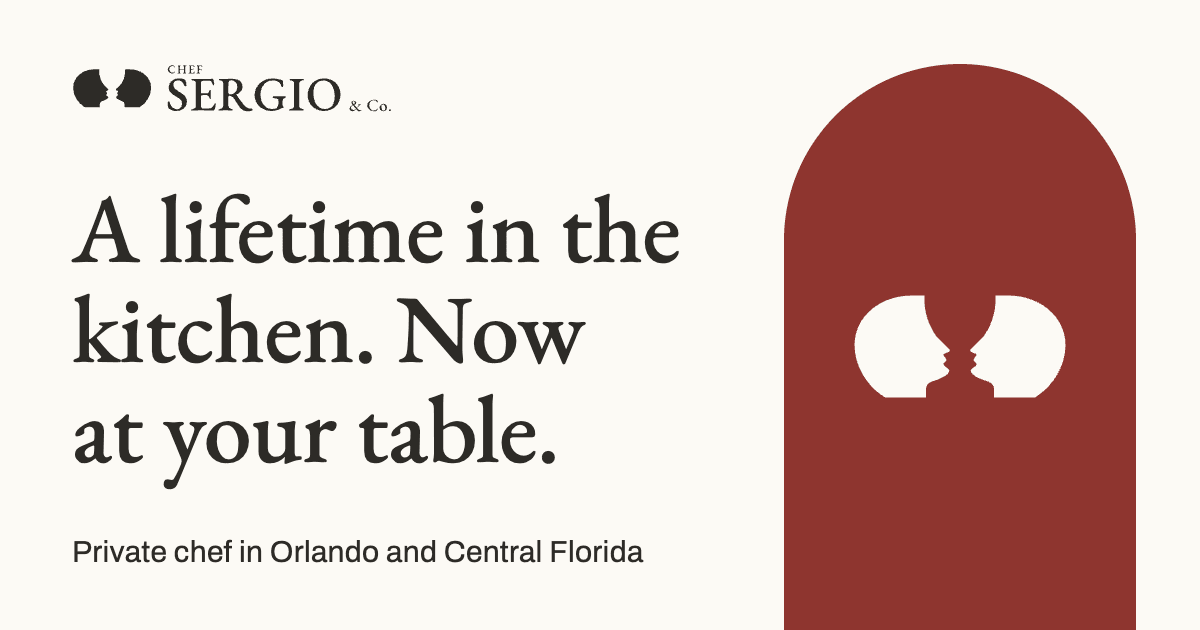 CHEF
SERGIO & Co.
A lifetime in the
kitchen. Now
at your table.
Private chef in Orlando and Central Florida